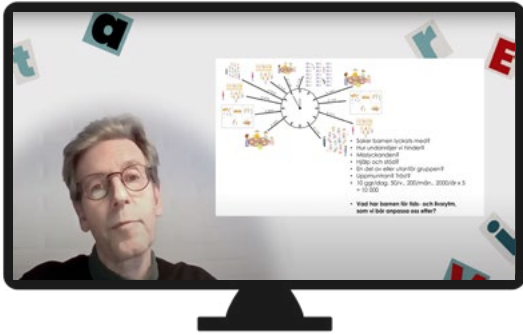 t
a
r
E
• Saker barnen lyckats med?
• Hur undanröjer vi hinder?
• Misslyckanden?
• Hjälp och stöd?
• En del av eller utanför gruppen?
• Uppmuntran? Tröst?
• 10 ggr/dag, 50/v., 200/mån., 2000/år x 5
= 10 000
• Vad har barnen för tids- och livsrytm,
som vi bör anpassa oss efter?
i